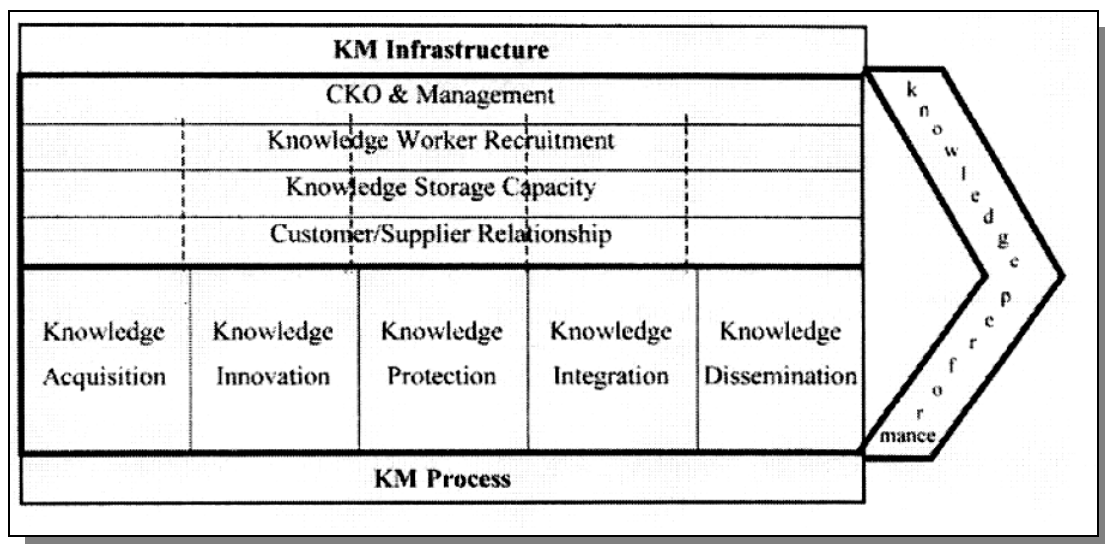 KM Infrastructure
CKO & Management
Knowledge Worker Recruitment
Knowledge Storage Capacity
Customer/Supplier Relationship
Knowledge Acquisition
Knowledge Innovation
Knowledge Protection
Knowledge Integration
Knowledge Dissemination
KM Process
knowledge performance